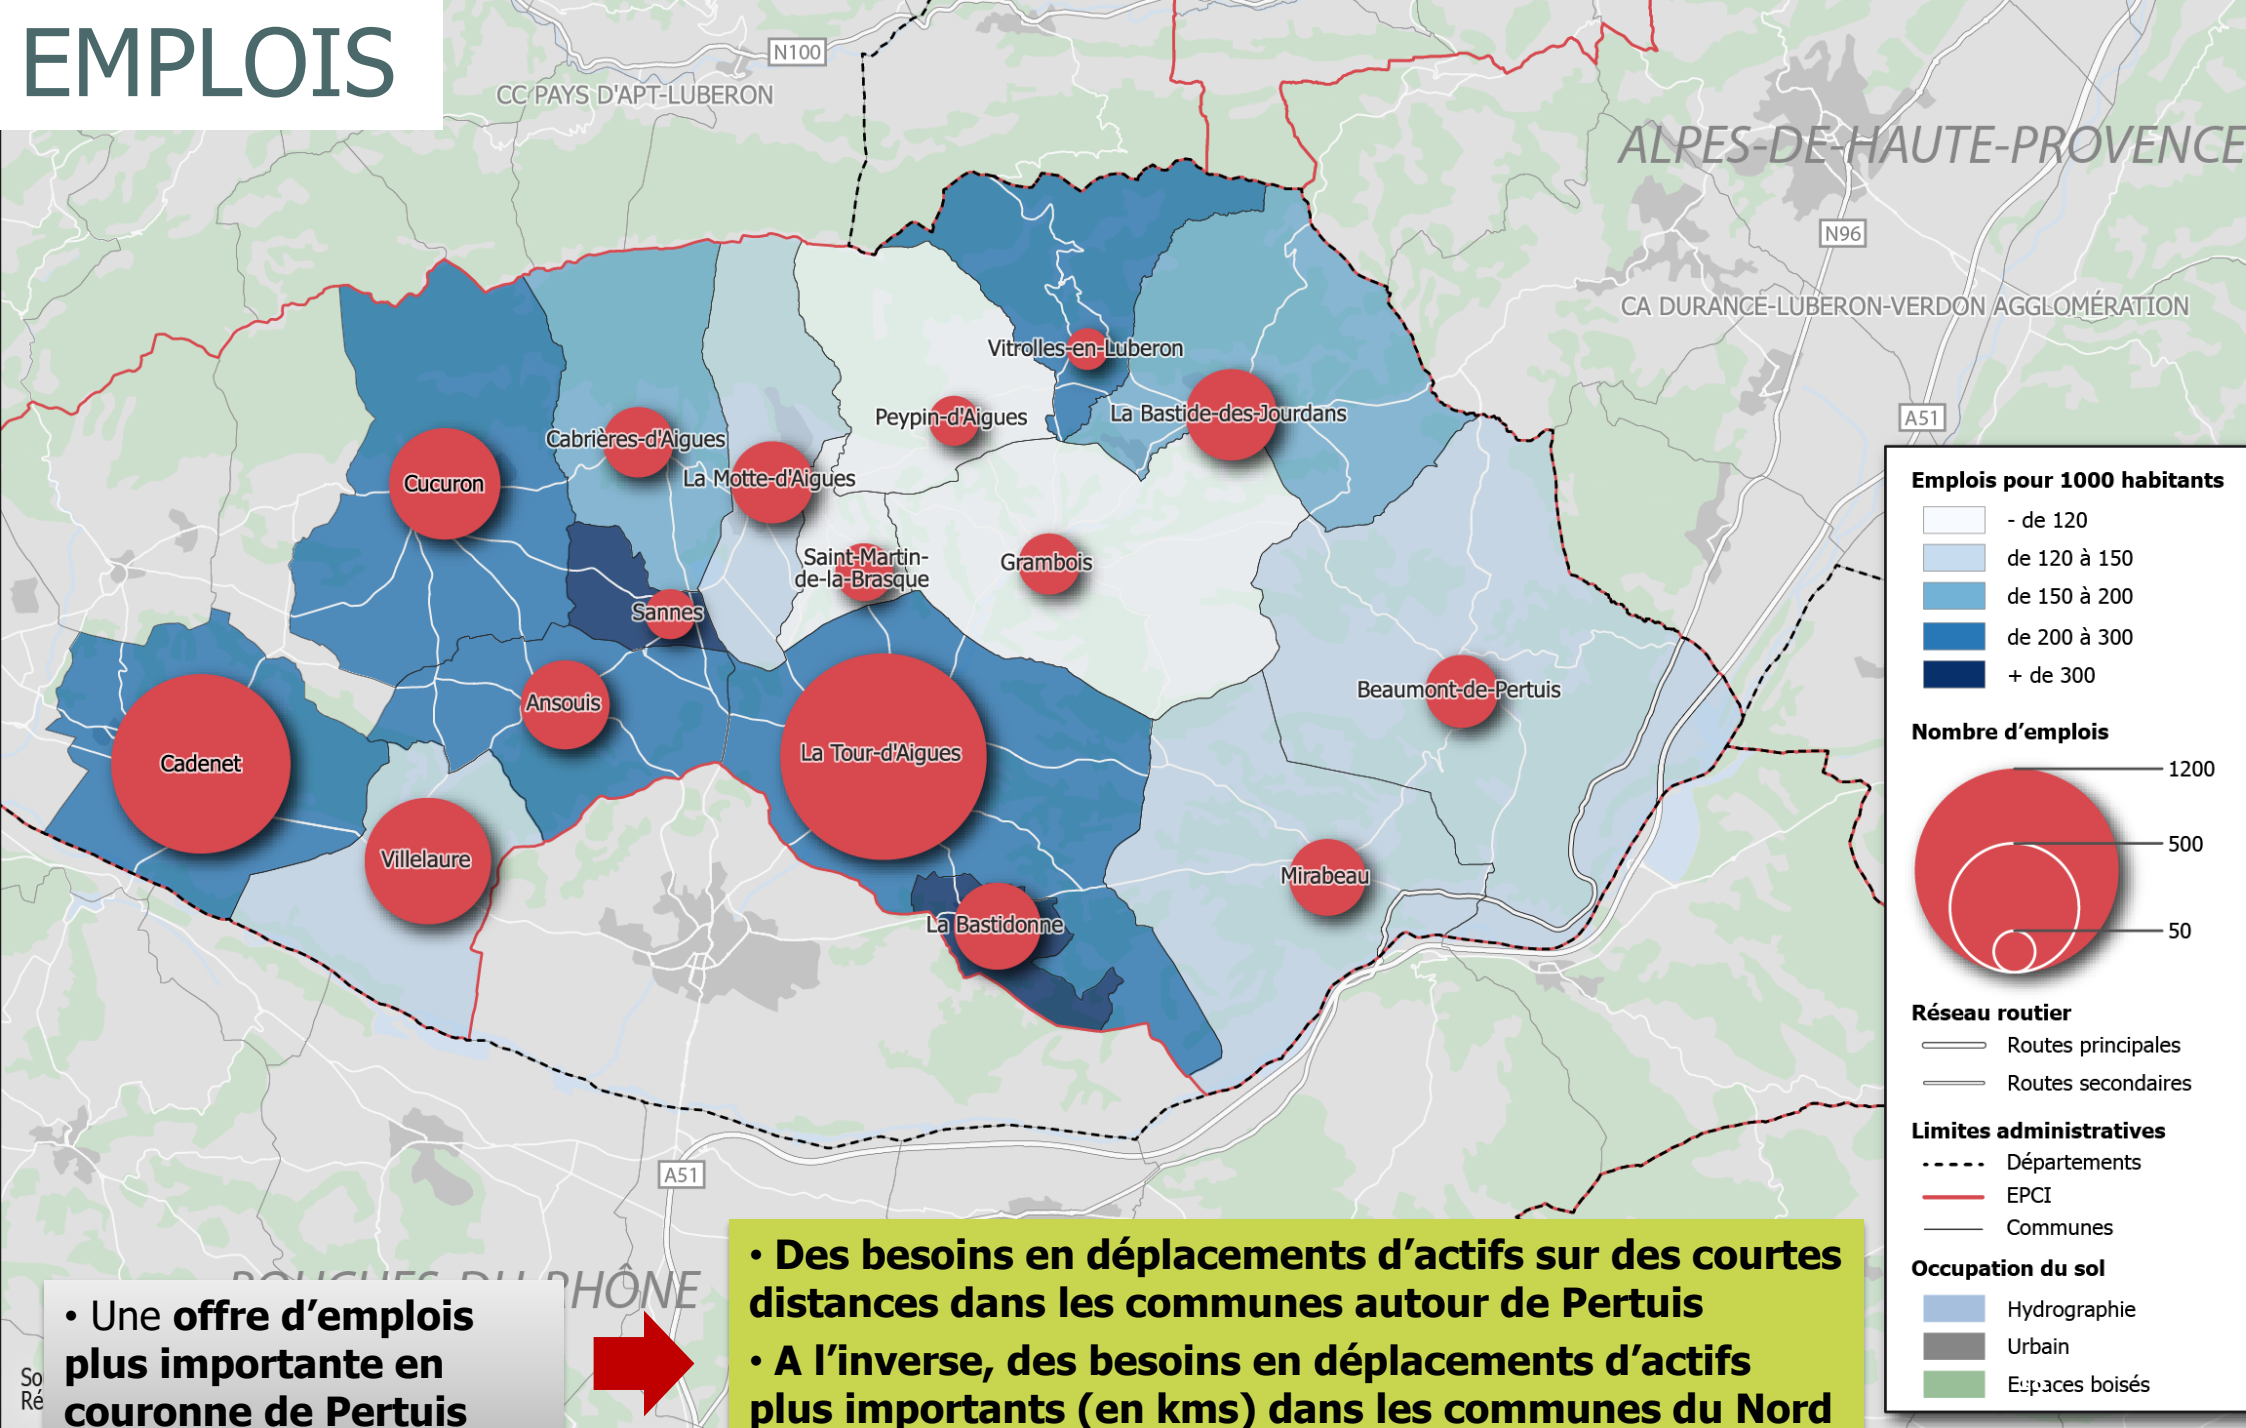 EMPLOIS
N100
CC PAYS D'APT-LUBERON
ALPES-DE-HAUTE-PROVENCE
N96
CA DURANCE-LUBERON-VERDON AGGLOMÉRATION
A51
Vitrolles-en-Luberon
Peypin-d'Aigues
La Bastide-des-Jourdans
Cabrières-d'Aigues
La Motte-d'Aigues
Cucuron
Saint-Martin-
de-la-Brasque
Grambois
Sannes
Ansouis
Beaumont-de-Pertuis
La Tour-d'Aigues
Cadenet
Villelaure
Mirabeau
La Bastidonne
A51
Emplois pour 1000 habitants
- de 120
de 120 à 150
de 150 à 200
de 200 à 300
+ de 300
Nombre d’emplois
1200
500
50
Réseau routier
Routes principales
Routes secondaires
Limites administratives
Départements
EPCI
Communes
Occupation du sol
Hydrographie
Urbain
Espaces boisés
BOUCHES-DU-RHÔNE
So
Ré
• Une offre d’emplois
plus importante en
couronne de Pertuis
• Des besoins en déplacements d’actifs sur des courtes
distances dans les communes autour de Pertuis
• A l’inverse, des besoins en déplacements d’actifs
plus importants (en kms) dans les communes du Nord